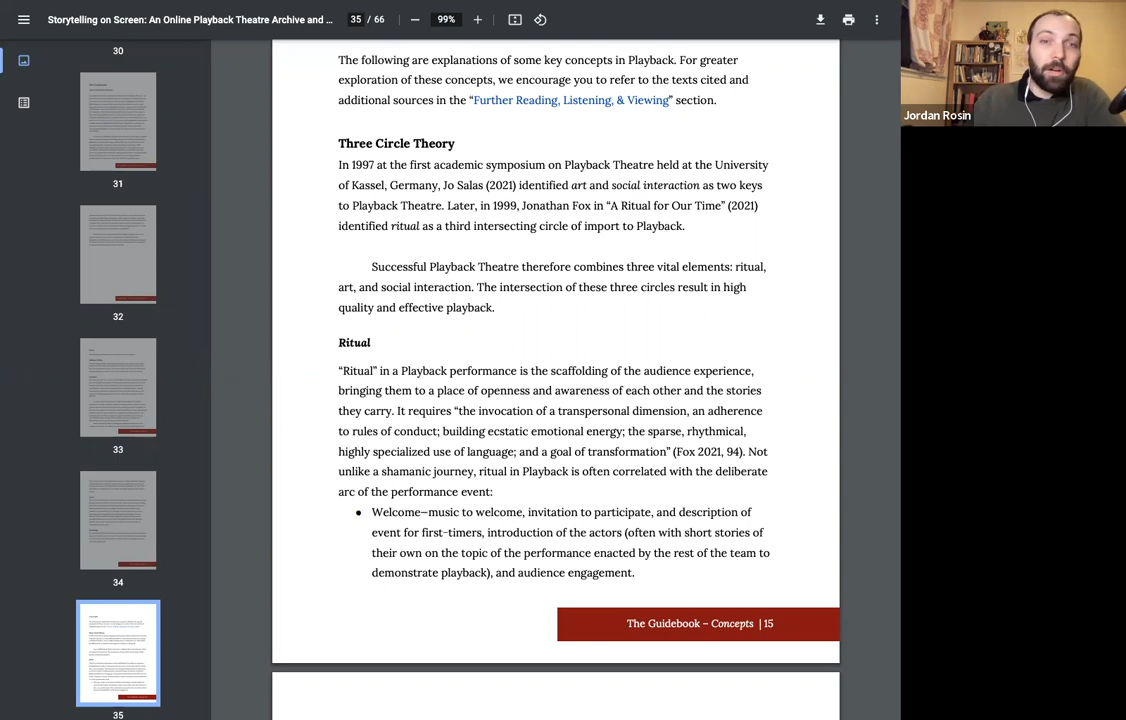 Storytelling on Screen: An Online Playback Theatre Archive and ...
35 / 66
99%
30
31
32
33
34
35
The following are explanations of some key concepts in Playback. For greater
exploration of these concepts, we encourage you to refer to the texts cited and
additional sources in the “Further Reading, Listening, & Viewing” section.
Three Circle Theory
In 1997 at the first academic symposium on Playback Theatre held at the University
of Kassel, Germany, Jo Salas (2021) identified art and social interaction as two keys
to Playback Theatre. Later, in 1999, Jonathan Fox in “A Ritual for Our Time” (2021)
identified ritual as a third intersecting circle of import to Playback.
Successful Playback Theatre therefore combines three vital elements: ritual,
art, and social interaction. The intersection of these three circles result in high
quality and effective playback.
Ritual
“Ritual” in a Playback performance is the scaffolding of the audience experience,
bringing them to a place of openness and awareness of each other and the stories
they carry. It requires “the invocation of a transpersonal dimension, an adherence
to rules of conduct; building ecstatic emotional energy; the sparse, rhythmical,
highly specialized use of language; and a goal of transformation” (Fox 2021, 94). Not
unlike a shamanic journey, ritual in Playback is often correlated with the deliberate
arc of the performance event:
● Welcome—music to welcome, invitation to participate, and description of
event for first-timers, introduction of the actors (often with short stories of
their own on the topic of the performance enacted by the rest of the team to
demonstrate playback), and audience engagement.
The Guidebook – Concepts | 15
Jordan Rosin